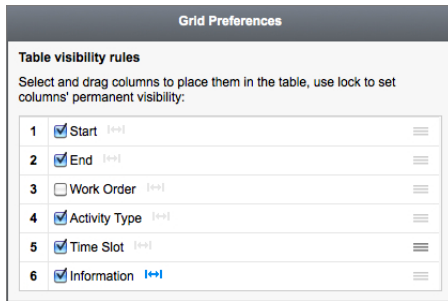 Grid Preferences
Table visibility rules
Select and drag columns to place them in the table, use lock to set
columns' permanent visibility:
1 Start
2 End
3 Work Order
4 Activity Type
5 Time Slot
6 Information